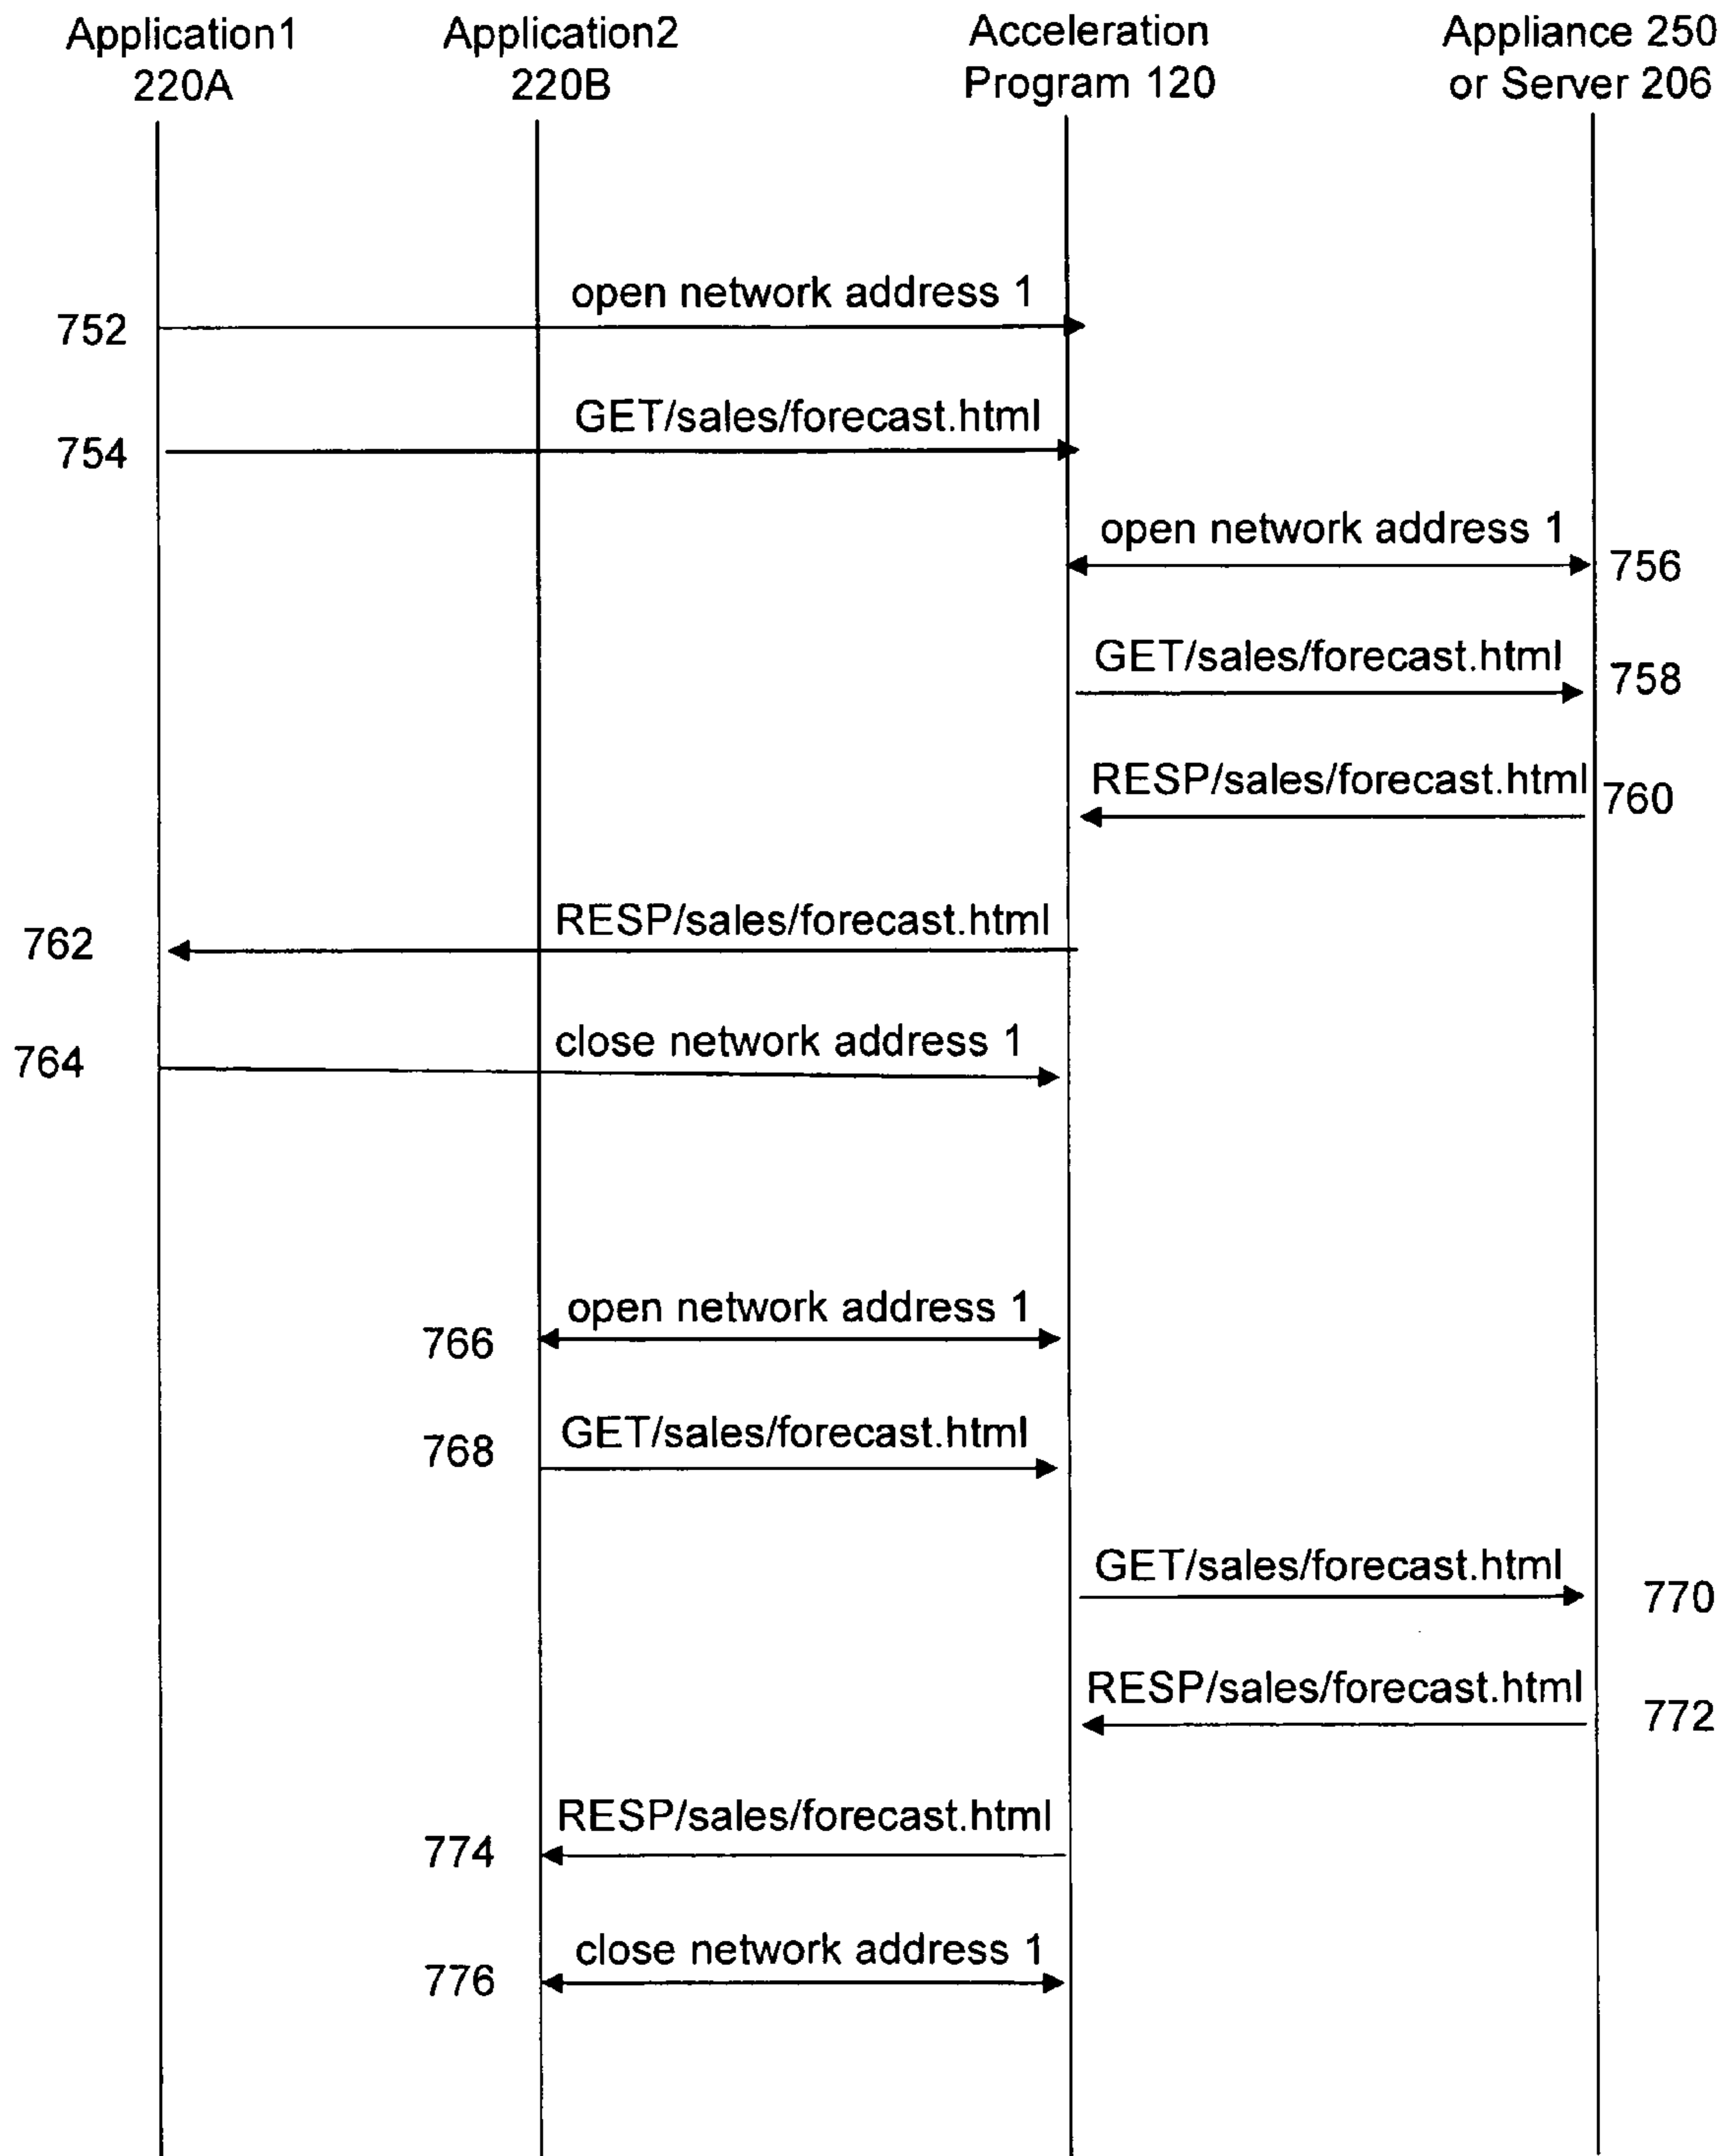 Application1
220A
Application2
220B
Acceleration
Program 120
Appliance 250
or Server 206
open network address 1
752
GET/sales/forecast.html
754
open network address 1
756
GET/sales/forecast.html
758
RESP/sales/forecast.html
760
RESP/sales/forecast.html
762
close network address 1
764
open network address 1
766
GET/sales/forecast.html
768
GET/sales/forecast.html
770
RESP/sales/forecast.html
772
RESP/sales/forecast.html
774
close network address 1
776